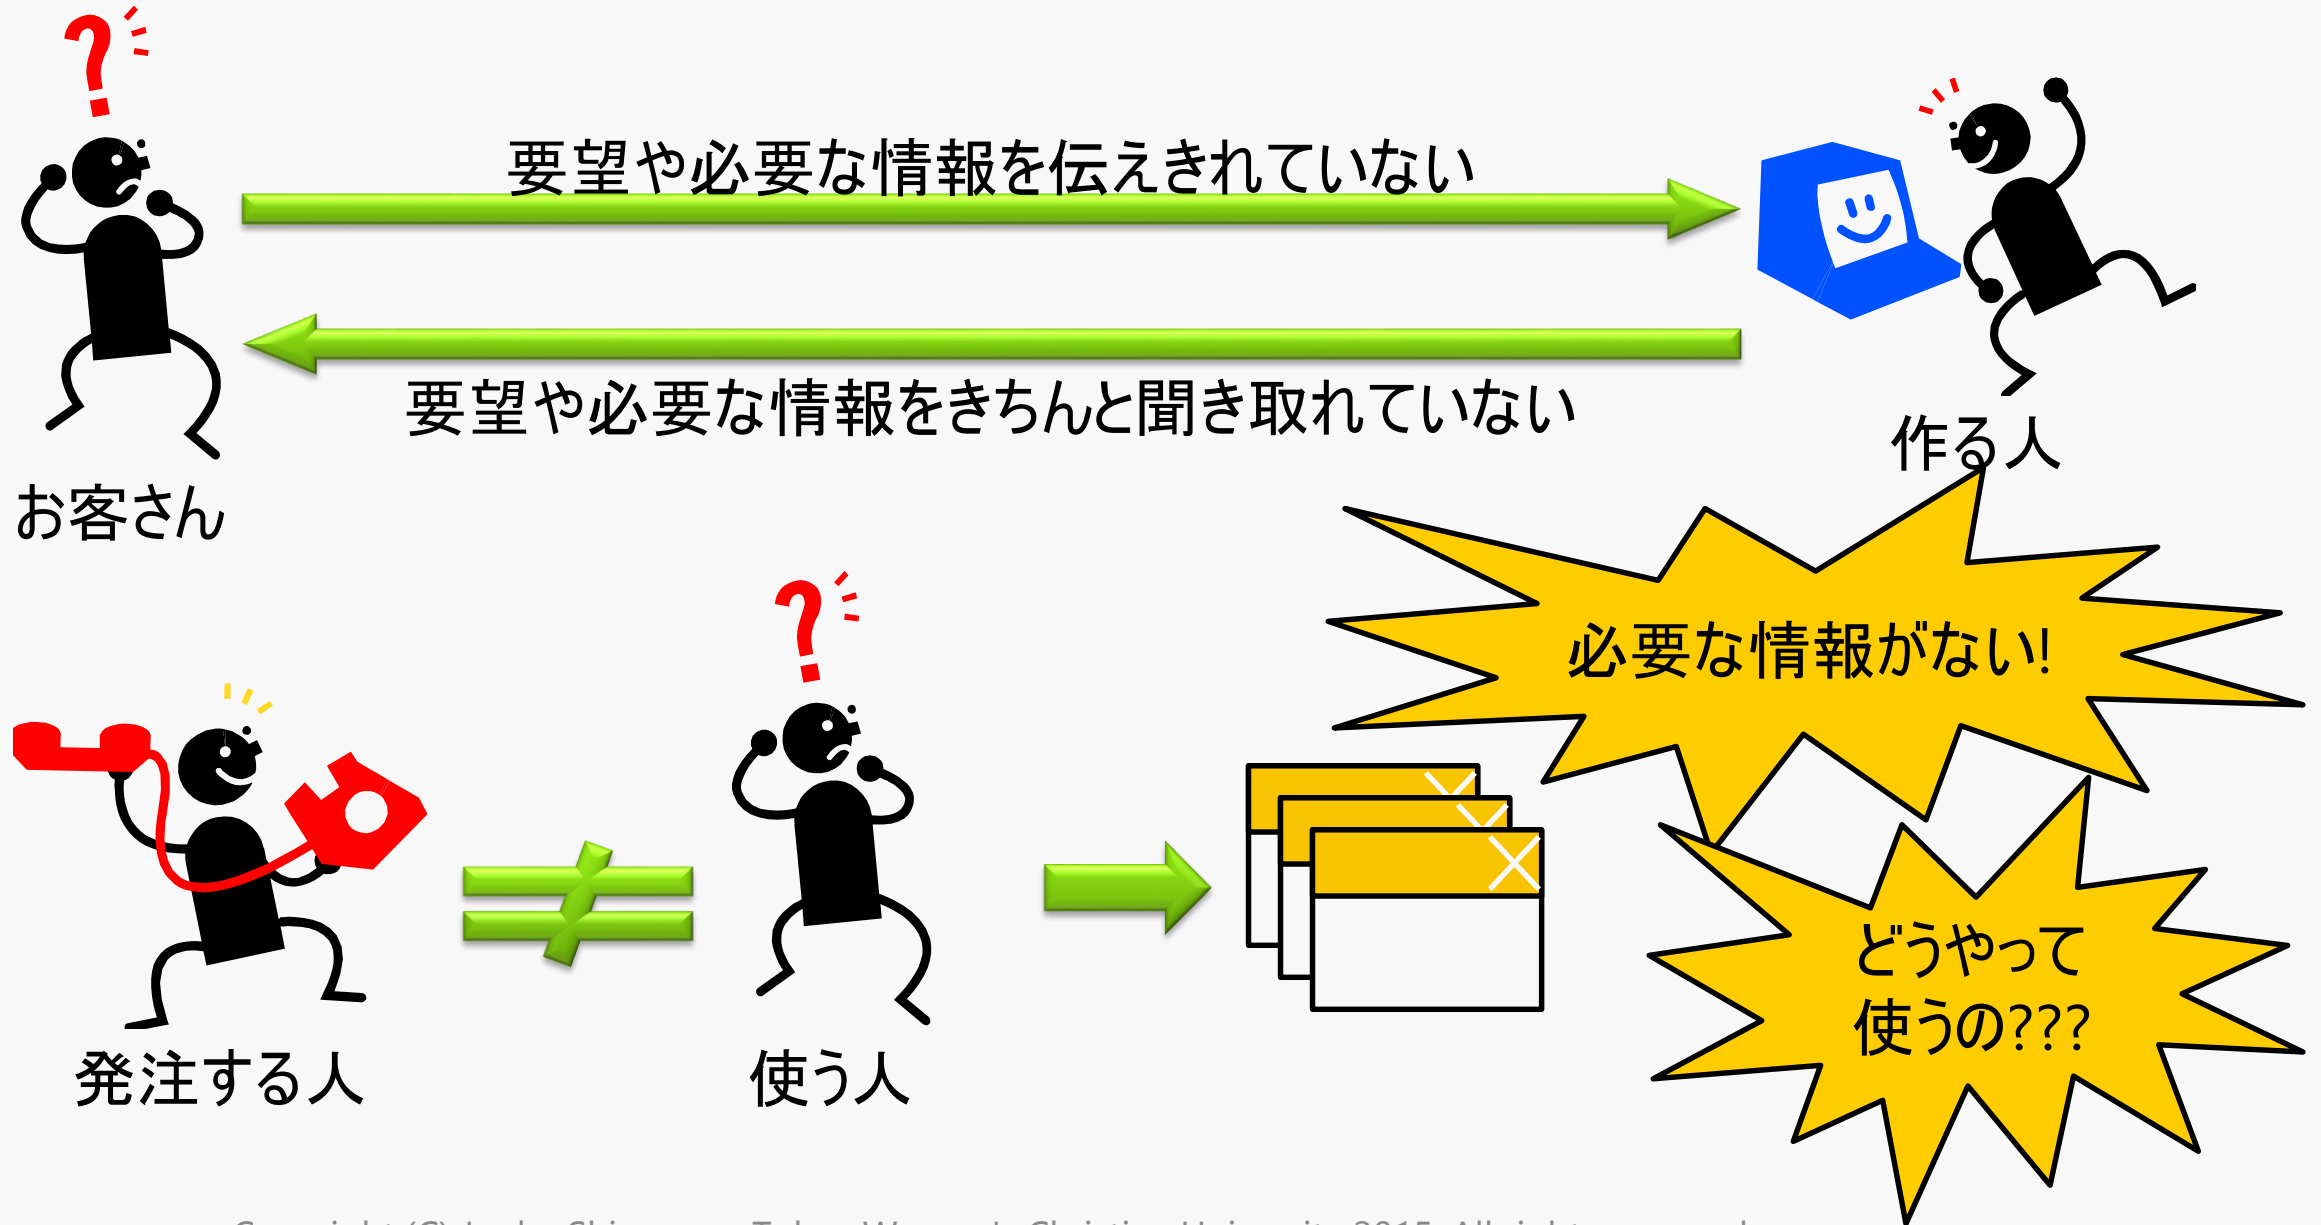 要望や必要な情報を伝えきれていない
要望や必要な情報をきちんと聞き取れていない
作る人
お客さん
必要な情報がない!
どうやって
使うの???
発注する人
使う人